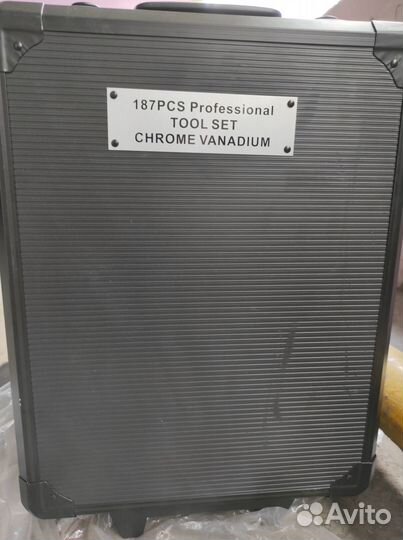 187PCS Professional
TOOL SET
CHROME VANADIUM
Avito